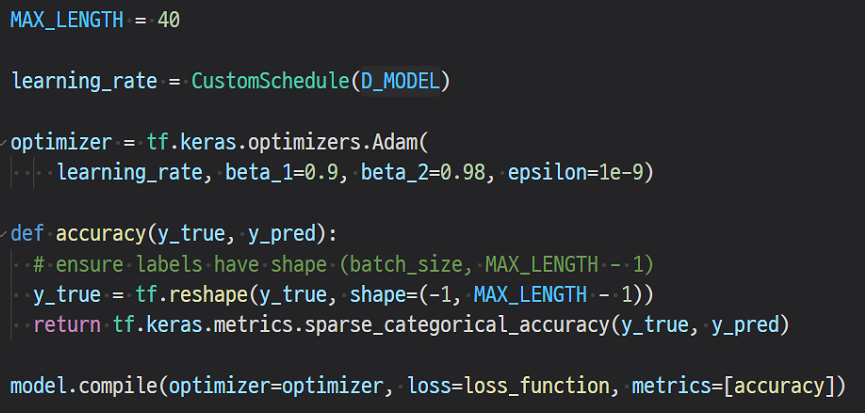 MAX_LENGTH = 40
learning_rate = CustomSchedule(D_MODEL)
optimizer = tf.keras.optimizers.Adam(
    learning_rate, beta_1=0.9, beta_2=0.98, epsilon=1e-9)
def accuracy(y_true, y_pred):
  # ensure labels have shape (batch_size, MAX_LENGTH - 1)
  y_true = tf.reshape(y_true, shape=(-1, MAX_LENGTH - 1))
  return tf.keras.metrics.sparse_categorical_accuracy(y_true, y_pred)
model.compile(optimizer=optimizer, loss=loss_function, metrics=[accuracy])